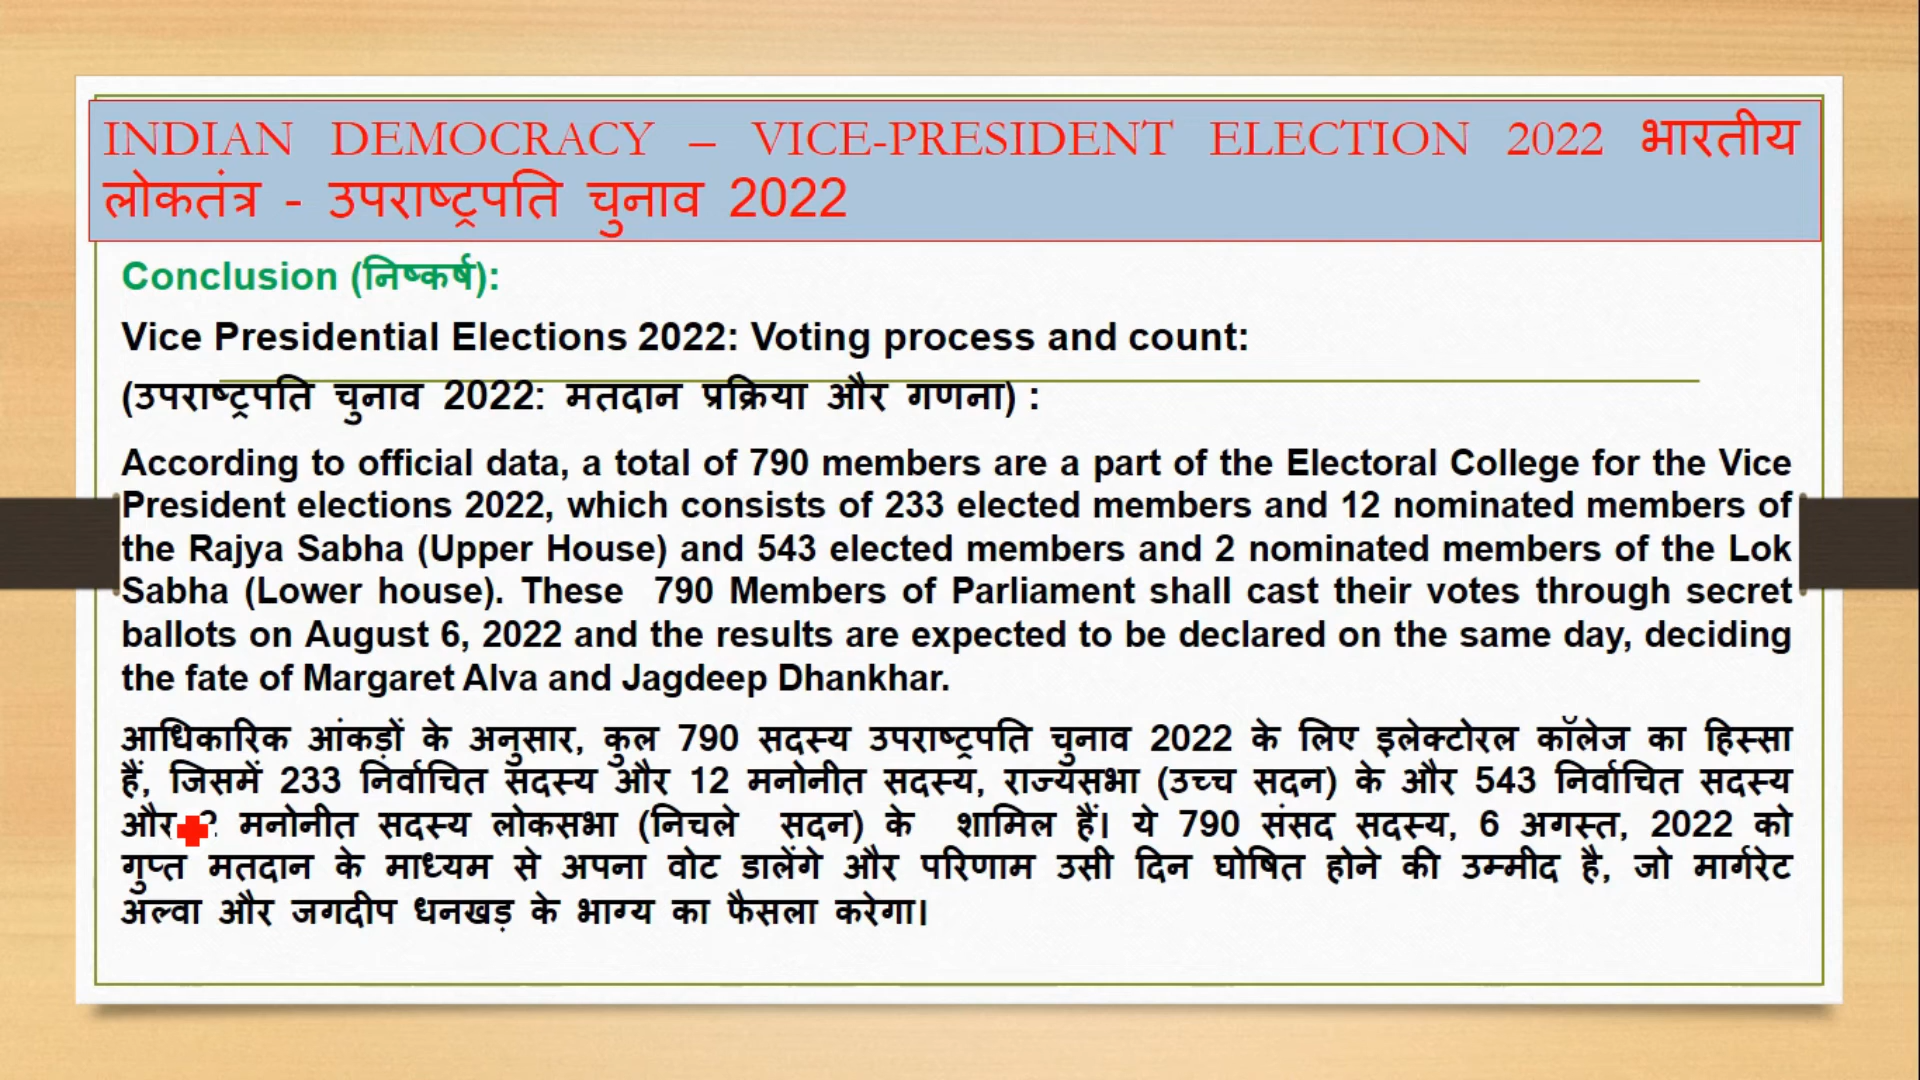 INDIAN DEMOCRACY – VICE-PRESIDENT ELECTION 2022 भारतीय
लोकतंत्र - उपराष्ट्रपति चुनाव 2022
Conclusion (निष्कर्ष):
Vice Presidential Elections 2022: Voting process and count:
(उपराष्ट्रपति चुनाव 2022: मतदान प्रक्रिया और गणना) :
According to official data, a total of 790 members are a part of the Electoral College for the Vice
President elections 2022, which consists of 233 elected members and 12 nominated members of
the Rajya Sabha (Upper House) and 543 elected members and 2 nominated members of the Lok
Sabha (Lower house). These 790 Members of Parliament shall cast their votes through secret
ballots on August 6, 2022 and the results are expected to be declared on the same day, deciding
the fate of Margaret Alva and Jagdeep Dhankhar.
आधिकारिक आंकड़ों के अनुसार, कुल 790 सदस्य उपराष्ट्रपति चुनाव 2022 के लिए इलेक्टोरल कॉलेज का हिस्सा
हैं, जिसमें 233 निर्वाचित सदस्य और 12 मनोनीत सदस्य, राज्यसभा (उच्च सदन) के और 543 निर्वाचित सदस्य
और मनोनीत सदस्य लोकसभा (निचले सदन) के शामिल हैं। ये 790 संसद सदस्य, 6 अगस्त, 2022 को
गुप्त मतदान के माध्यम से अपना वोट डालेंगे और परिणाम उसी दिन घोषित होने की उम्मीद है, जो मार्गरेट
अल्वा और जगदीप धनखड़ के भाग्य का फैसला करेगा।